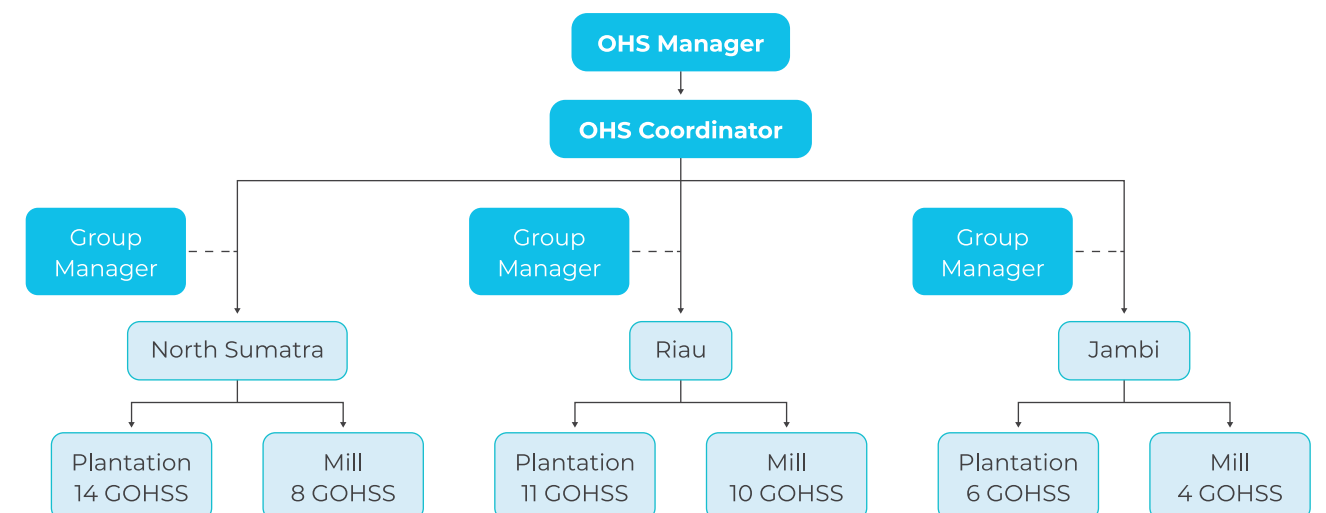 OHS Manager
OHS Coordinator
Group
Manager
Group
Manager
Group
Manager
North Sumatra
Riau
Jambi
Plantation
14 GOHSS
Mill
8 GOHSS
Plantation
11 GOHSS
Mill
10 GOHSS
Plantation
6 GOHSS
Mill
4 GOHSS